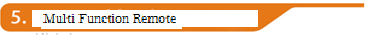 5. Multi Function Remote